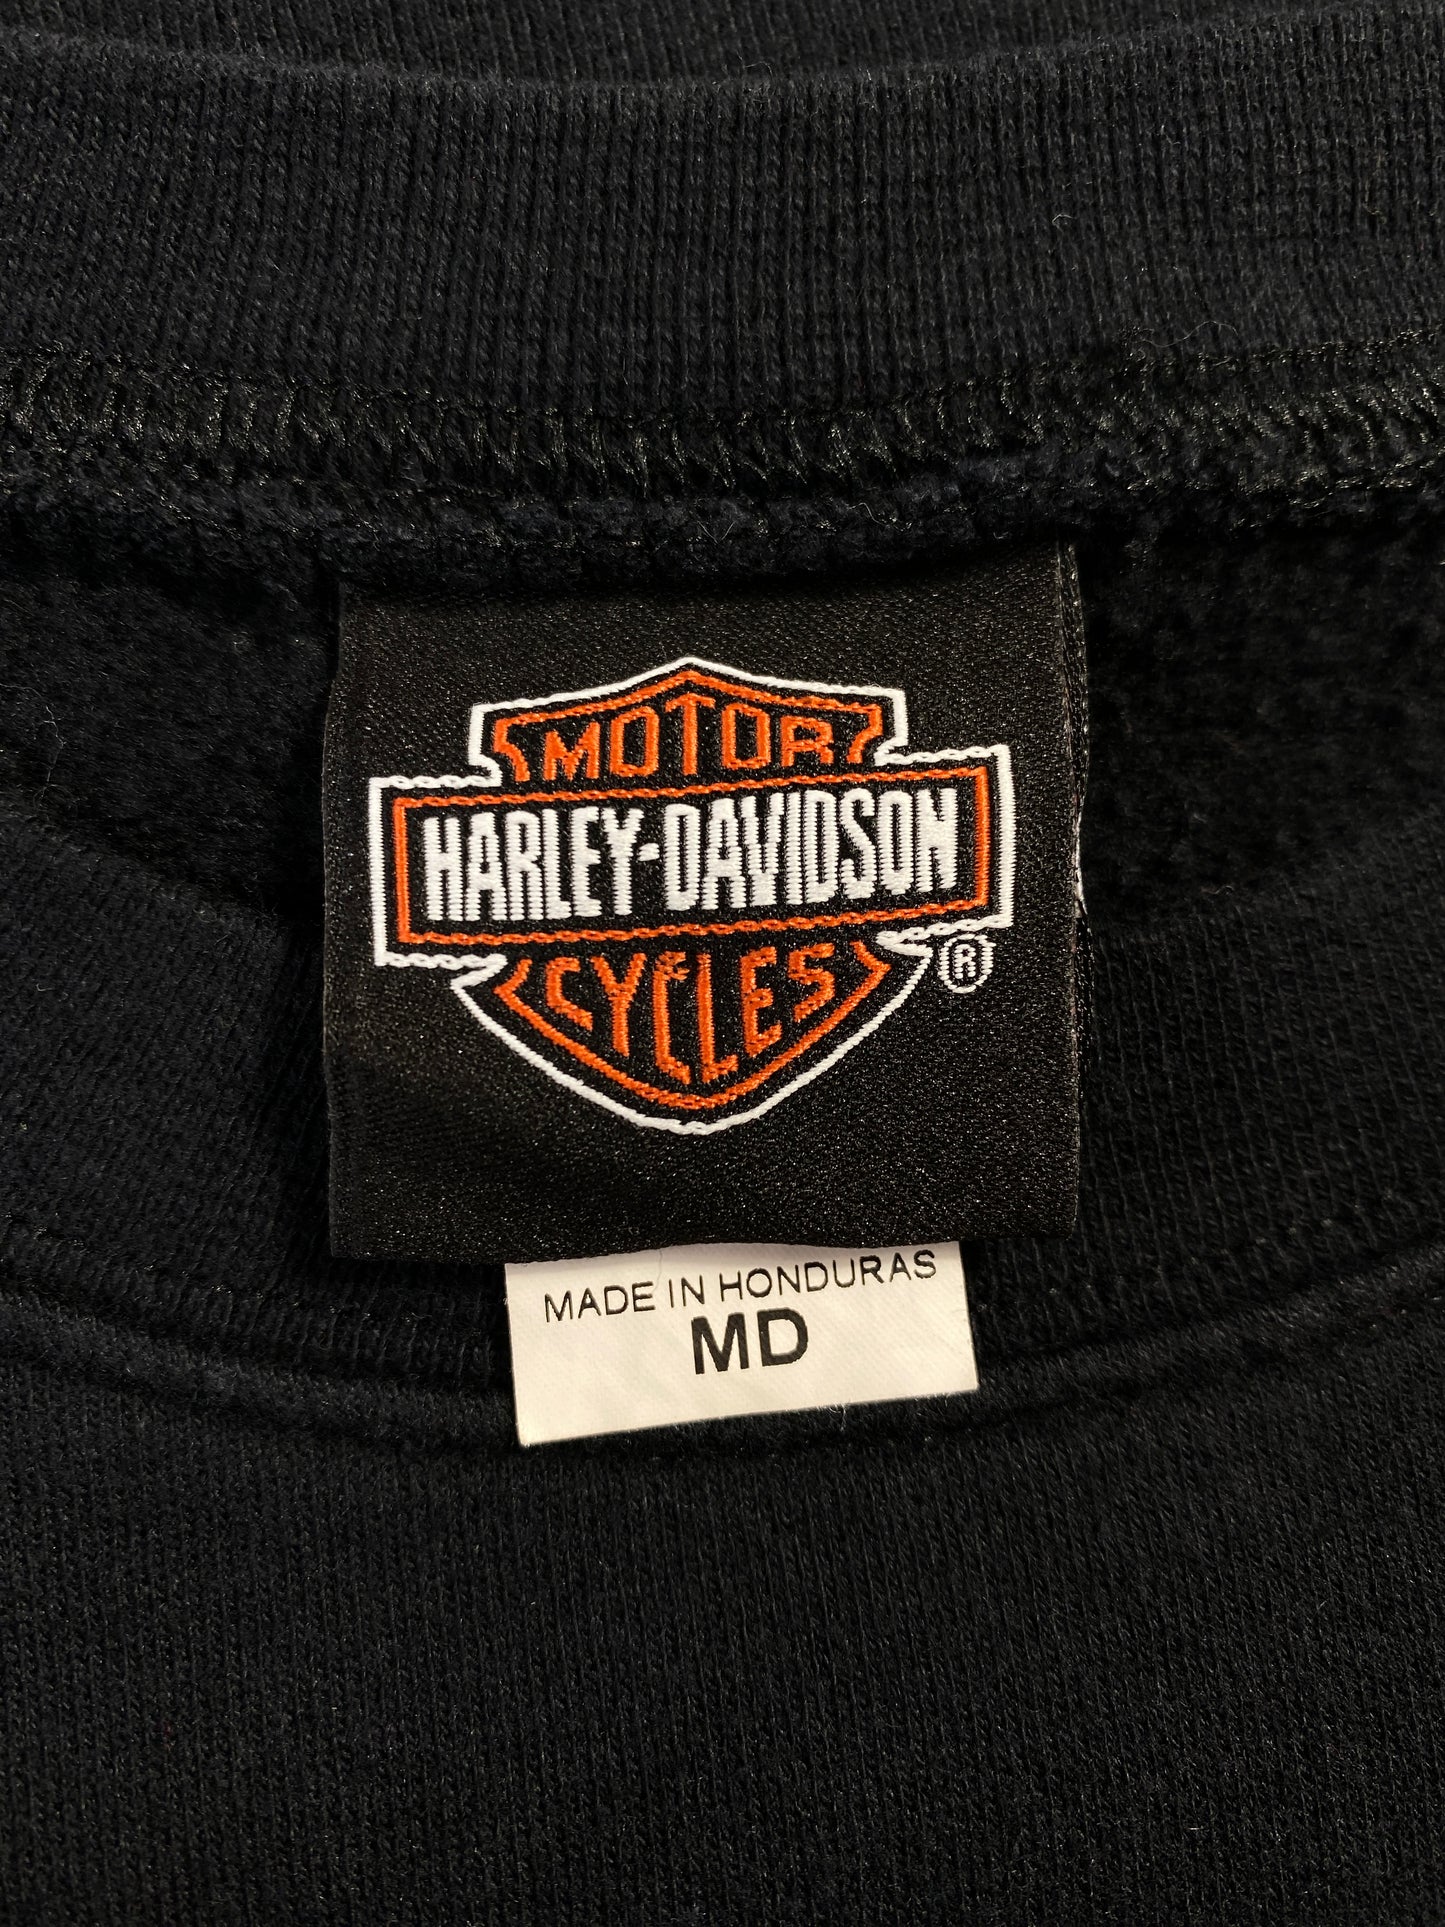 MOTOR
HARLEY-DAVIDSON
CYCLES ®
MADE IN HONDURAS
MD